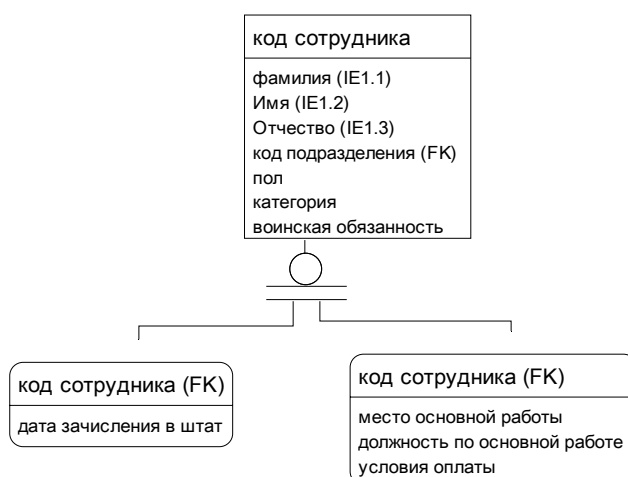 код сотрудника
фамилия (IE1.1)
Имя (IE1.2)
Отчество (IE1.3)
код подразделения (FK)
пол
категория
воинская обязанность
код сотрудника (FK)
дата зачисления в штат
код сотрудника (FK)
место основной работы
должность по основной работе
условия оплаты